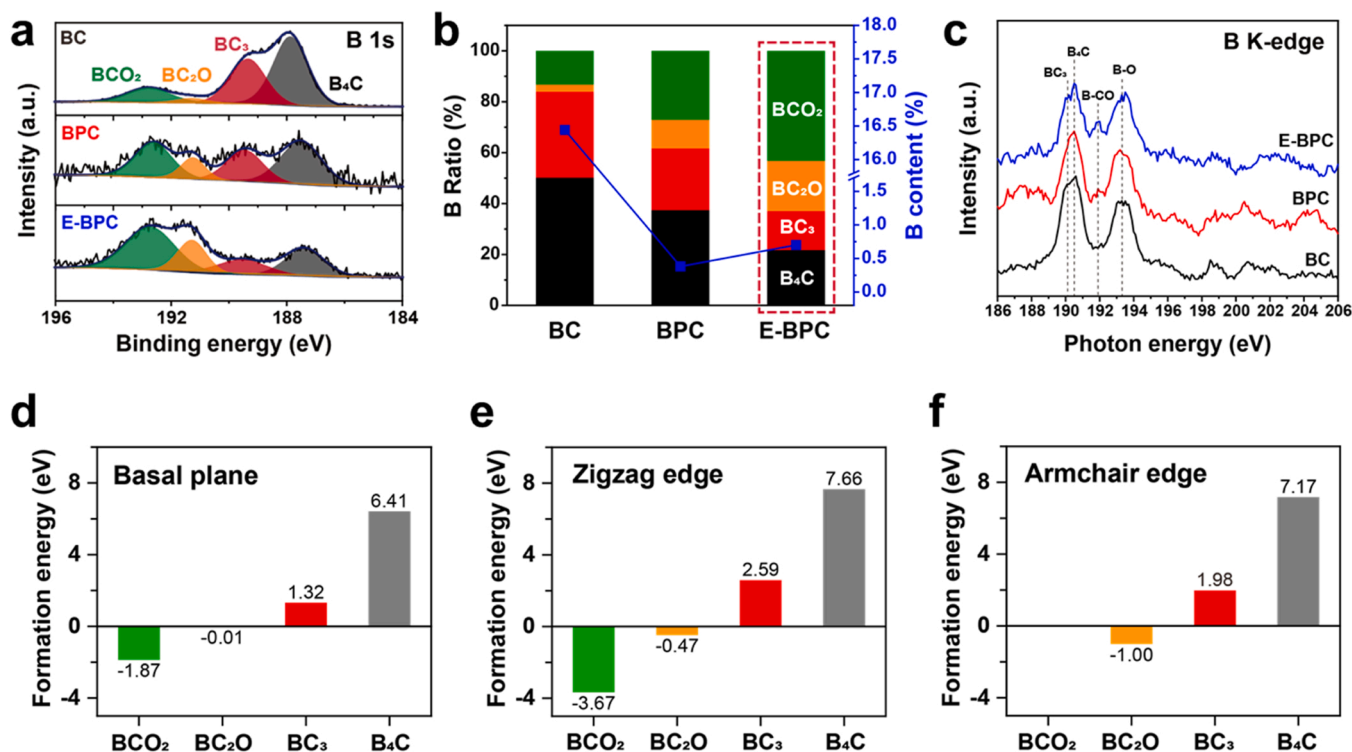 a
BC
B 1s
BCO₂
BC₂O
BC₃
B₄C
BPC
E-BPC
Intensity (a.u.)
196
192
188
184
Binding energy (eV)
b
100
80
60
40
20
0
B Ratio (%)
18.0
17.5
17.0
16.5
16.0
1.5
1.0
0.5
0.0
B content (%)
BCO₂
BC₂O
BC₃
B₄C
BC
BPC
E-BPC
c
B K-edge
BC₃
B₄C
B-CO
B-O
E-BPC
BPC
BC
Intensity (a.u.)
186 188 190 192 194 196 198 200 202 204 206
Photon energy (eV)
d
Basal plane
Formation energy (eV)
8
4
0
-4
-1.87
-0.01
1.32
6.41
BCO₂ BC₂O BC₃ B₄C
e
Zigzag edge
Formation energy (eV)
8
4
0
-4
-3.67
-0.47
2.59
7.66
BCO₂ BC₂O BC₃ B₄C
f
Armchair edge
Formation energy (eV)
8
4
0
-4
-1.00
1.98
7.17
BCO₂ BC₂O BC₃ B₄C